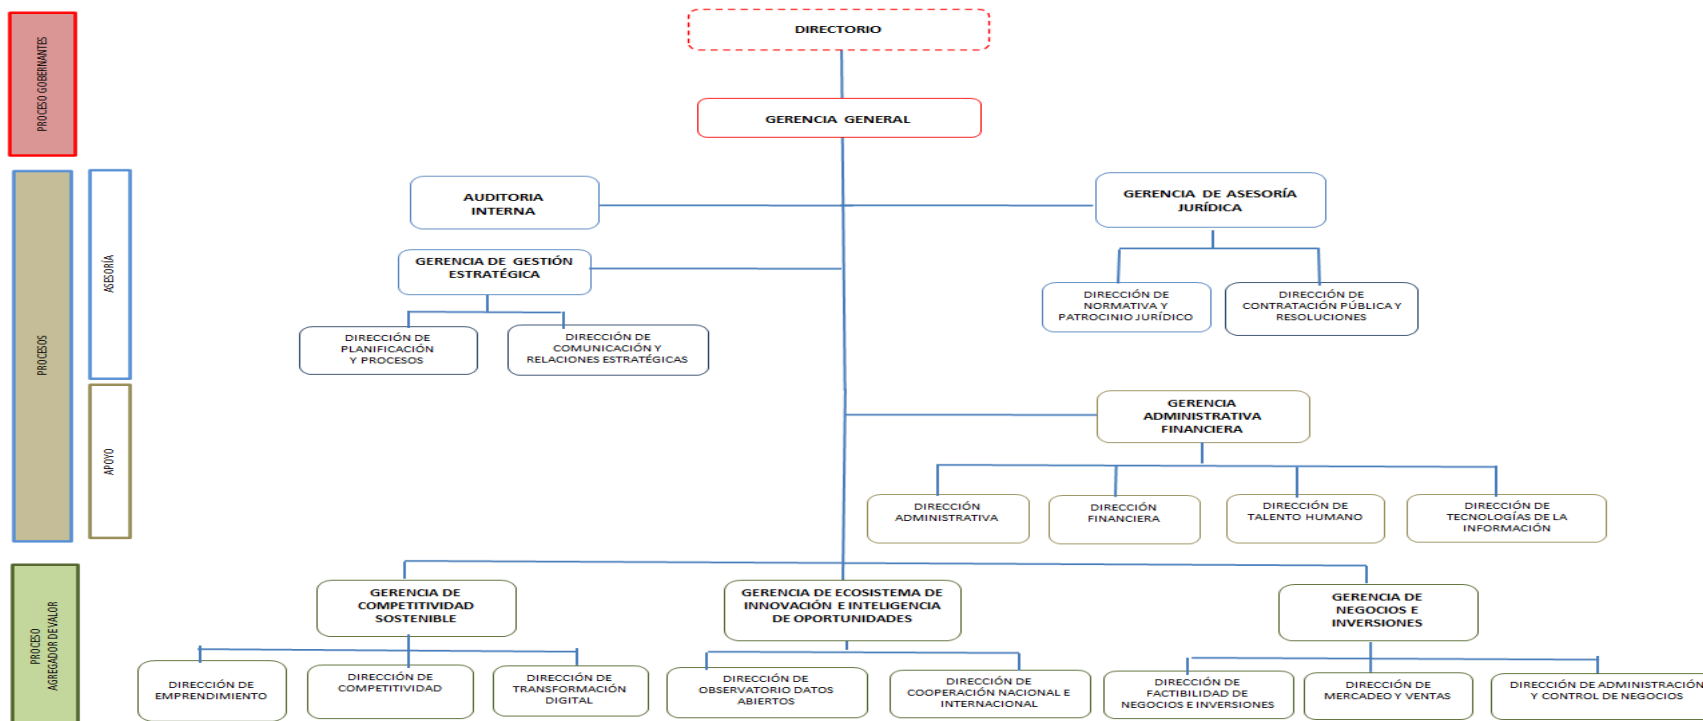 DIRECTORIO
GERENCIA GENERAL
PROCESO GOBERNANTES
AUDITORIA
INTERNA
GERENCIA DE ASESORÍA
JURÍDICA
GERENCIA DE GESTIÓN
ESTRATÉGICA
DIRECCIÓN DE
NORMATIVA Y
PATROCINIO JURÍDICO
DIRECCIÓN DE
CONTRATACIÓN PÚBLICA Y
RESOLUCIONES
DIRECCIÓN DE
PLANIFICACIÓN
Y PROCESOS
DIRECCIÓN DE
COMUNICACIÓN Y
RELACIONES ESTRATÉGICAS
PROCESOS
ASESORÍA
APOYO
GERENCIA
ADMINISTRATIVA
FINANCIERA
DIRECCIÓN
ADMINISTRATIVA
DIRECCIÓN
FINANCIERA
DIRECCIÓN DE
TALENTO HUMANO
DIRECCIÓN DE
TECNOLOGÍAS DE LA
INFORMACIÓN
PROCESO
AGREGADOR DE VALOR
GERENCIA DE
COMPETITIVIDAD
SOSTENIBLE
GERENCIA DE ECOSISTEMA DE
INNOVACIÓN E INTELIGENCIA
DE OPORTUNIDADES
GERENCIA DE
NEGOCIOS E
INVERSIONES
DIRECCIÓN DE
EMPRENDIMIENTO
DIRECCIÓN DE
COMPETITIVIDAD
DIRECCIÓN DE
TRANSFORMACIÓN
DIGITAL
DIRECCIÓN DE
OBSERVATORIO DATOS
ABIERTOS
DIRECCIÓN DE
COOPERACIÓN NACIONAL E
INTERNACIONAL
DIRECCIÓN DE
FACTIBILIDAD DE
NEGOCIOS E INVERSIONES
DIRECCIÓN DE
MERCADEO Y VENTAS
DIRECCIÓN DE ADMINISTRACIÓN
Y CONTROL DE NEGOCIOS